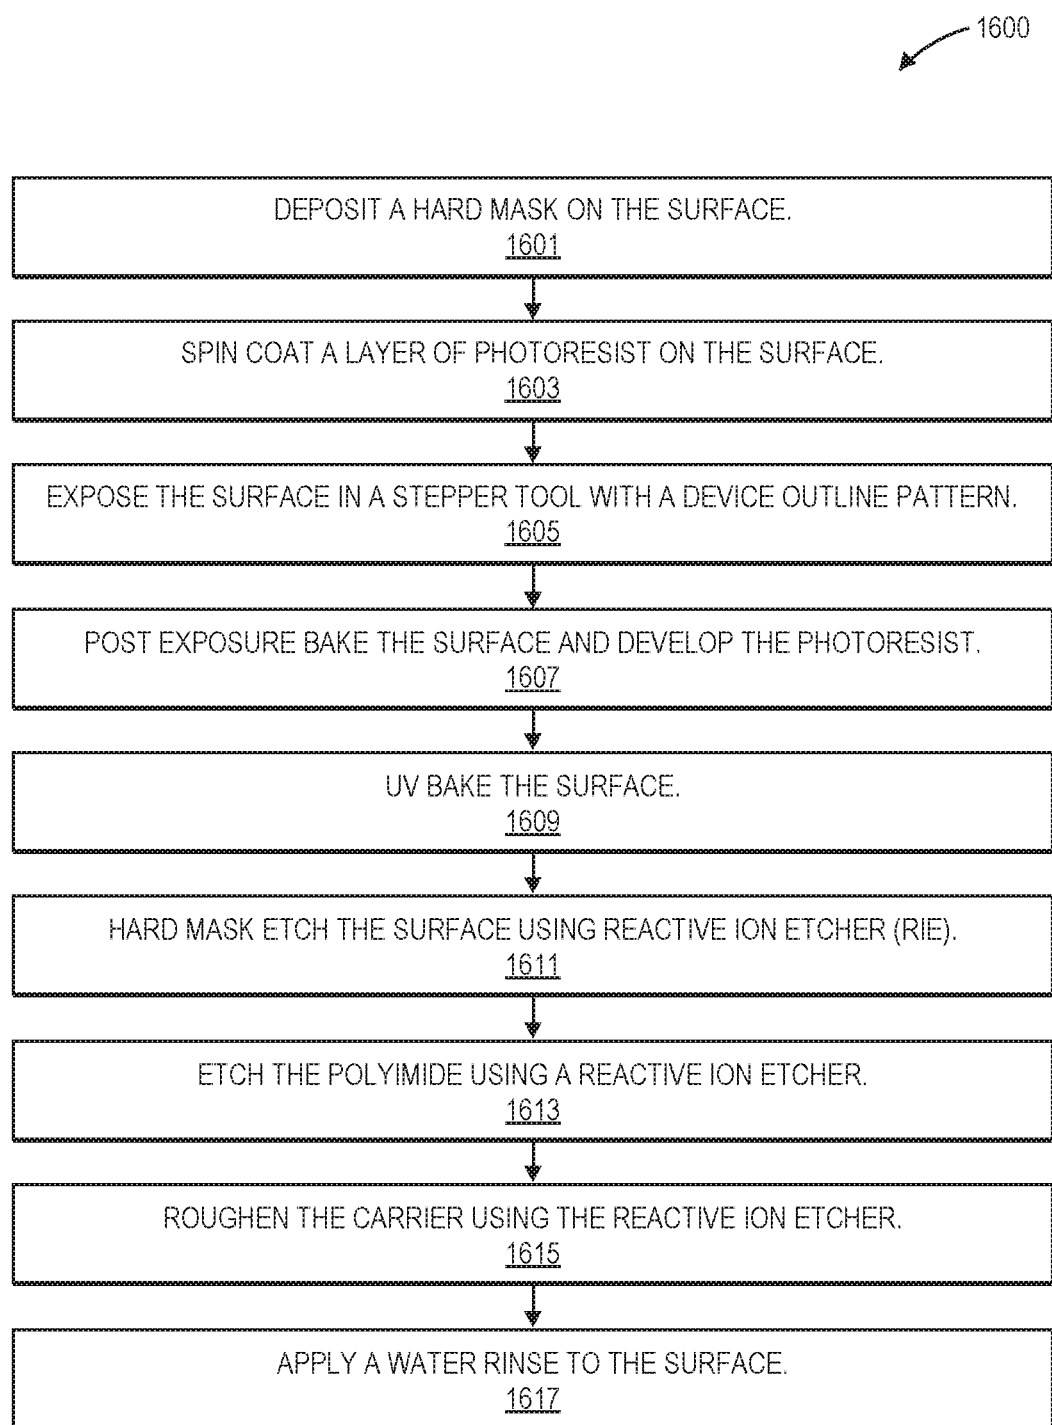 1600
DEPOSIT A HARD MASK ON THE SURFACE.
1601
SPIN COAT A LAYER OF PHOTORESIST ON THE SURFACE.
1603
EXPOSE THE SURFACE IN A STEPPER TOOL WITH A DEVICE OUTLINE PATTERN.
1605
POST EXPOSURE BAKE THE SURFACE AND DEVELOP THE PHOTORESIST.
1607
UV BAKE THE SURFACE.
1609
HARD MASK ETCH THE SURFACE USING REACTIVE ION ETCHER (RIE).
1611
ETCH THE POLYIMIDE USING A REACTIVE ION ETCHER.
1613
ROUGHEN THE CARRIER USING THE REACTIVE ION ETCHER.
1615
APPLY A WATER RINSE TO THE SURFACE.
1617